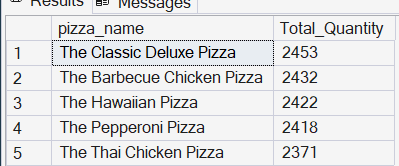 Results Messages
pizza_name Total_Quantity
1 The Classic Deluxe Pizza 2453
2 The Barbecue Chicken Pizza 2432
3 The Hawaiian Pizza 2422
4 The Pepperoni Pizza 2418
5 The Thai Chicken Pizza 2371